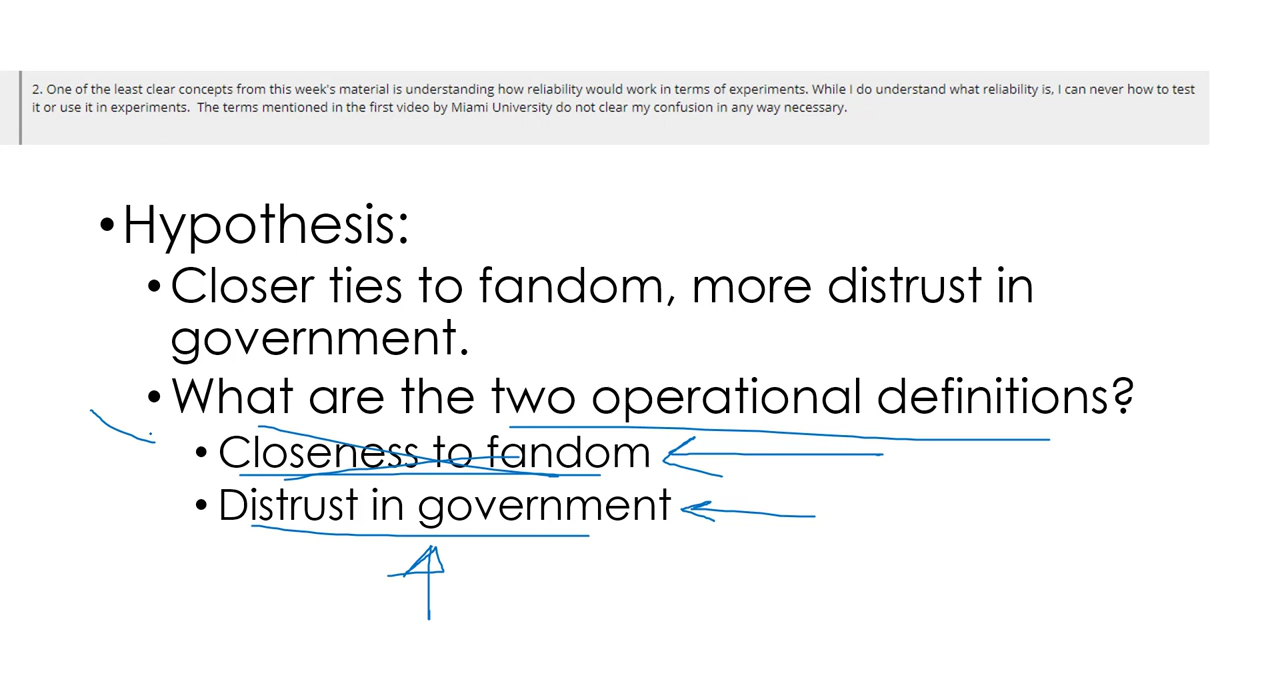 2. One of the least clear concepts from this week's material is understanding how reliability would work in terms of experiments. While I do understand what reliability is, I can never how to test
it or use it in experiments.  The terms mentioned in the first video by Miami University do not clear my confusion in any way necessary.
•Hypothesis:
•Closer ties to fandom, more distrust in
government.
•What are the two operational definitions?
•Closeness to fandom
•Distrust in government